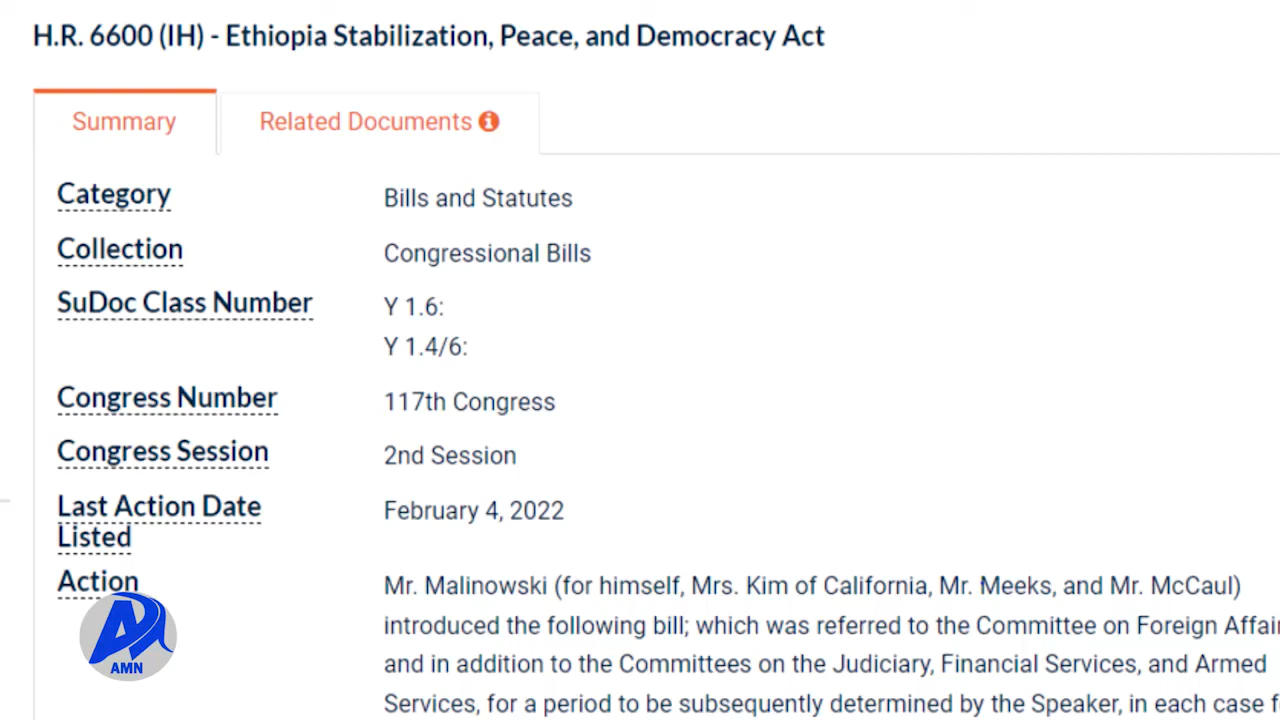 H.R. 6600 (IH) - Ethiopia Stabilization, Peace, and Democracy Act
Summary
Related Documents
Category
Bills and Statutes
Collection
Congressional Bills
SuDoc Class Number
Y 1.6:
Y 1.4/6:
Congress Number
117th Congress
Congress Session
2nd Session
Last Action Date
Listed
February 4, 2022
Action
Mr. Malinowski (for himself, Mrs. Kim of California, Mr. Meeks, and Mr. McCaul)
introduced the following bill; which was referred to the Committee on Foreign Affair
and in addition to the Committees on the Judiciary, Financial Services, and Armed
Services, for a period to be subsequently determined by the Speaker, in each case f
AMN